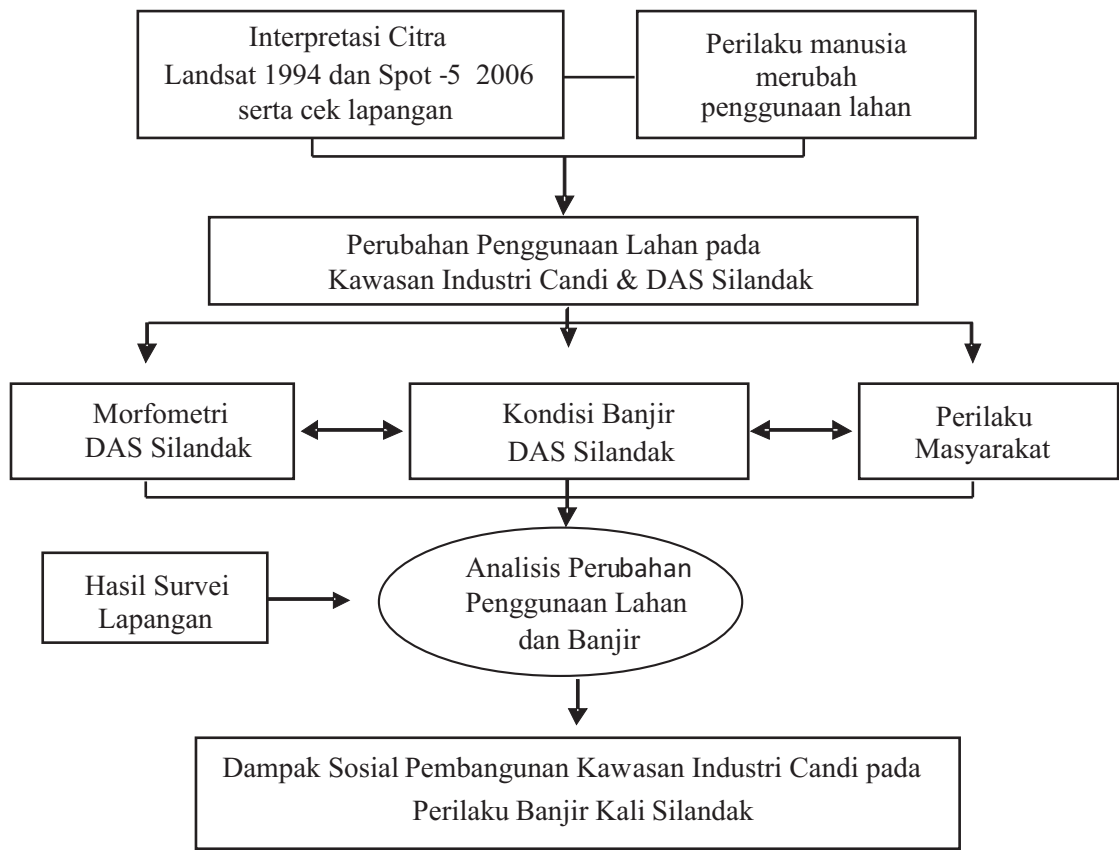 Interpretasi Citra
Landsat 1994 dan Spot -5 2006
serta cek lapangan
Perilaku manusia
merubah
penggunaan lahan
Perubahan Penggunaan Lahan pada
Kawasan Industri Candi & DAS Silandak
Morfometri
DAS Silandak
Kondisi Banjir
DAS Silandak
Perilaku
Masyarakat
Hasil Survei
Lapangan
Analisis Perubahan
Penggunaan Lahan
dan Banjir
Dampak Sosial Pembangunan Kawasan Industri Candi pada
Perilaku Banjir Kali Silandak